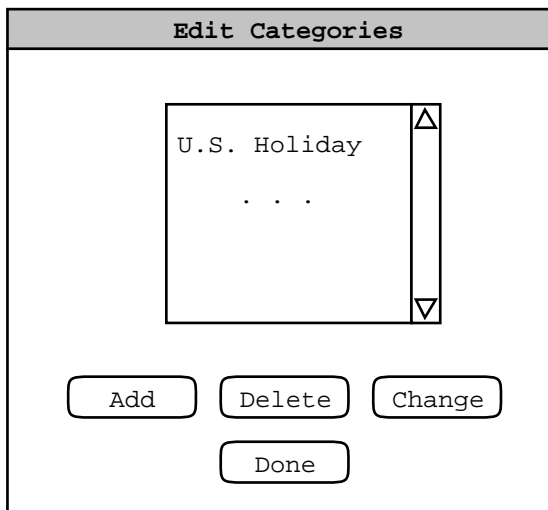 Edit Categories
U.S. Holiday
. . .
Add Delete Change
Done